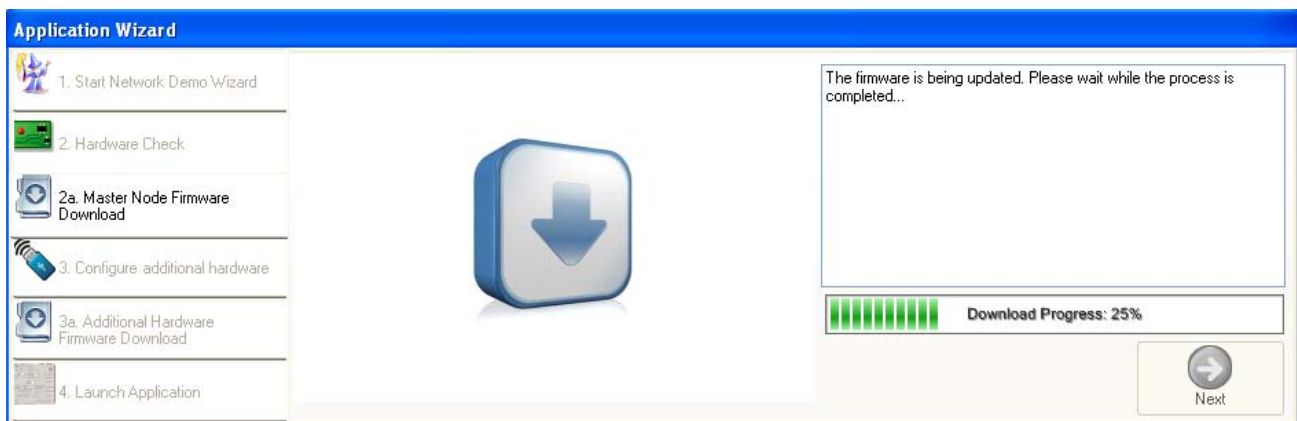 Application Wizard
1. Start Network Demo Wizard
2. Hardware Check
2a. Master Node Firmware
Download
3. Configure additional hardware
3a. Additional Hardware
Firmware Download
4. Launch Application
The firmware is being updated. Please wait while the process is
completed...
Download Progress: 25%
Next